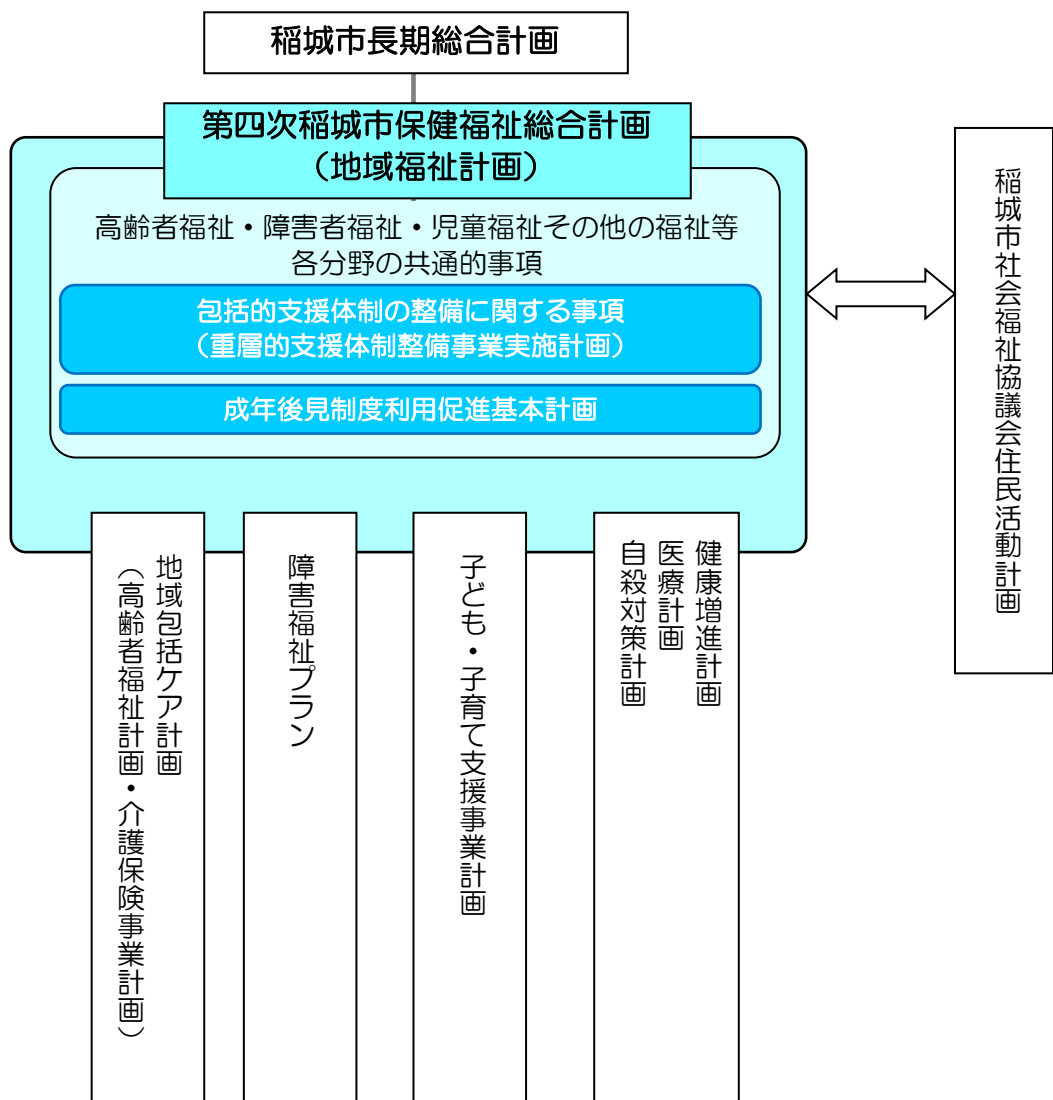 稲城市長期総合計画
第四次稲城市保健福祉総合計画
（地域福祉計画）
高齢者福祉・障害者福祉・児童福祉その他の福祉等
各分野の共通的事項
包括的支援体制の整備に関する事項
（重層的支援体制整備事業実施計画）
成年後見制度利用促進基本計画
地域包括ケア計画
（高齢者福祉計画・介護保険事業計画）
障害福祉プラン
子ども・子育て支援事業計画
健康増進計画
医療計画
自殺対策計画
稲城市社会福祉協議会住民活動計画